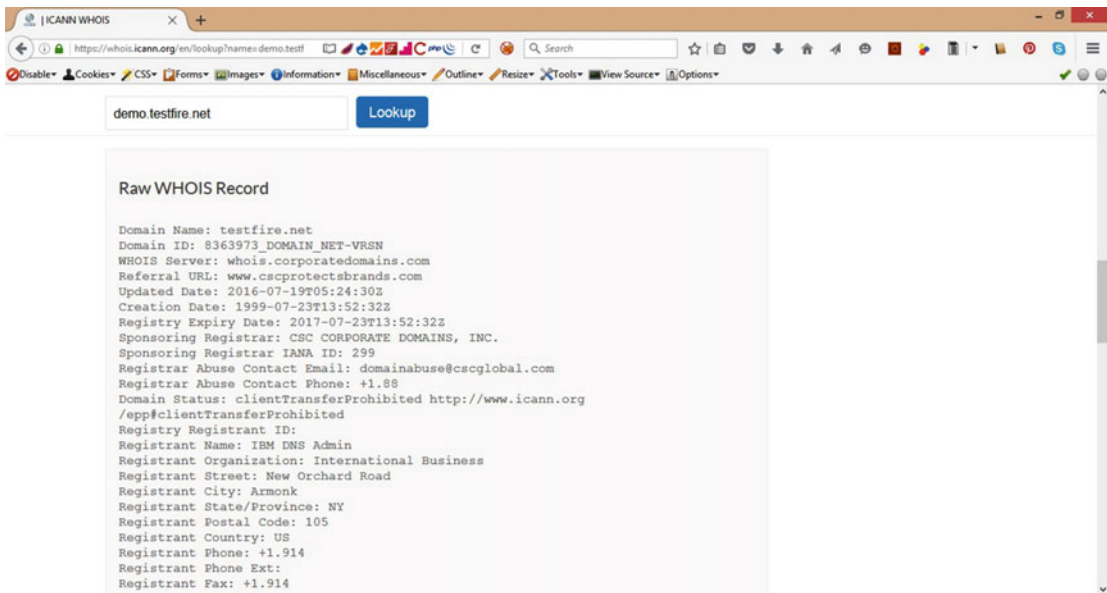 | ICANN WHOIS
https://whois.icann.org/en/lookup?name=demo.testf
Search
Disable Cookies CSS Forms Images Information Miscellaneous Outline Resize Tools View Source Options
demo.testfire.net Lookup
Raw WHOIS Record
Domain Name: testfire.net
Domain ID: 8363973_DOMAIN_NET-VRSN
WHOIS Server: whois.corporatedomains.com
Referral URL: www.cscprotectsbrands.com
Updated Date: 2016-07-19T05:24:30Z
Creation Date: 1999-07-23T13:52:32Z
Registry Expiry Date: 2017-07-23T13:52:32Z
Sponsoring Registrar: CSC CORPORATE DOMAINS, INC.
Sponsoring Registrar IANA ID: 299
Registrar Abuse Contact Email: domainabuse@cscglobal.com
Registrar Abuse Contact Phone: +1.88
Domain Status: clientTransferProhibited http://www.icann.org
/epp#clientTransferProhibited
Registry Registrant ID:
Registrant Name: IBM DNS Admin
Registrant Organization: International Business
Registrant Street: New Orchard Road
Registrant City: Armonk
Registrant State/Province: NY
Registrant Postal Code: 105
Registrant Country: US
Registrant Phone: +1.914
Registrant Phone Ext:
Registrant Fax: +1.914